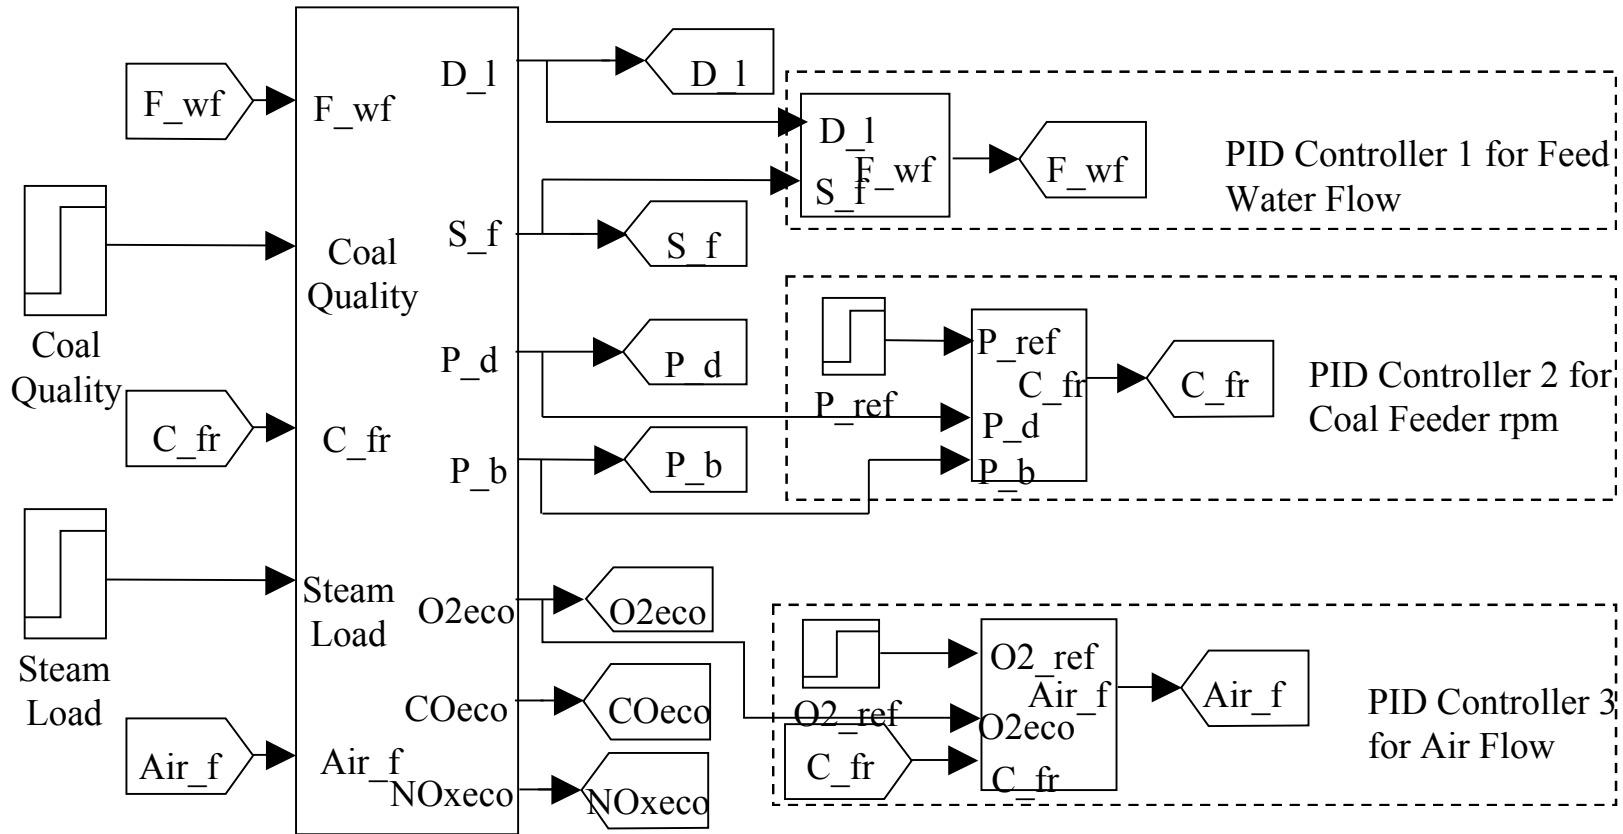 F_wf
Coal
Quality
C_fr
Steam
Load
Air_f
F_wf
Coal
Quality
C_fr
Steam
Load
Air_f
D_l
S_f
P_d
P_b
O2eco
COeco
NOxeco
D_l
S_f
P_d
P_b
O2eco
COeco
NOxeco
D_l
F_wf
S_f
F_wf
PID Controller 1 for Feed
Water Flow
P_ref
P_ref
C_fr
P_d
P_b
C_fr
PID Controller 2 for
Coal Feeder rpm
O2_ref
C_fr
O2_ref
Air_f
O2eco
C_fr
Air_f
PID Controller 3
for Air Flow